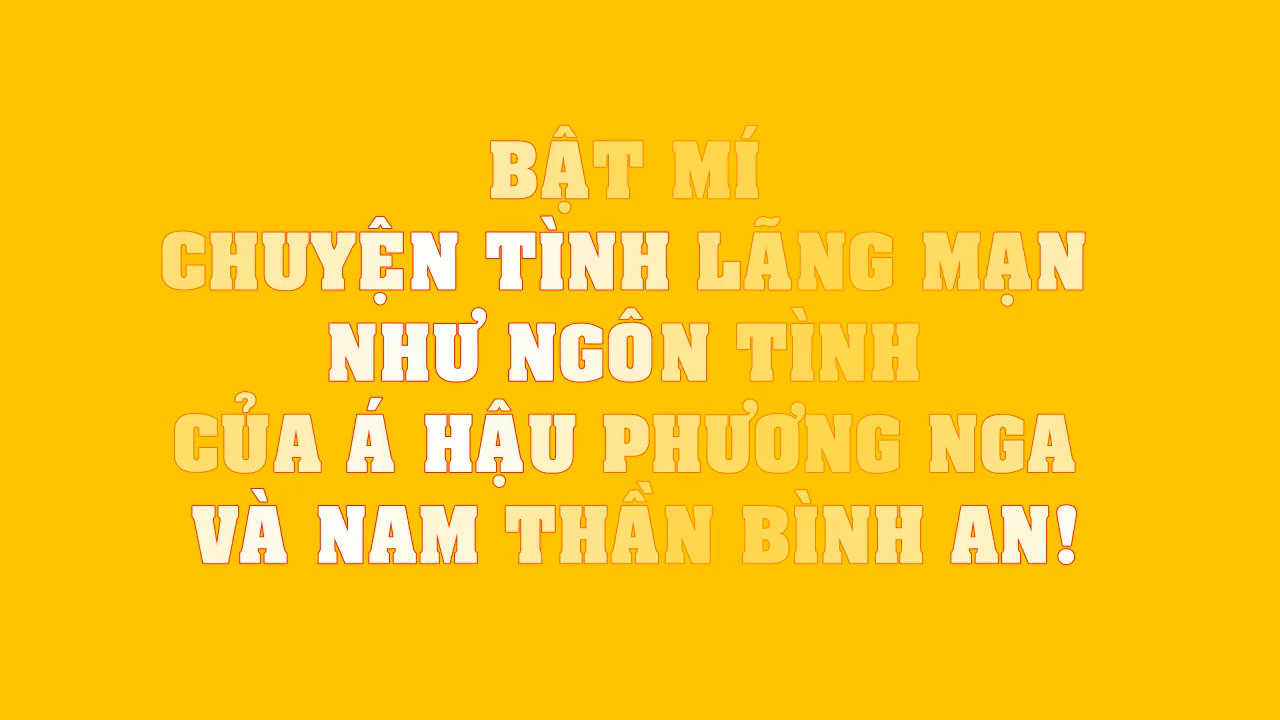 BẬT MÍ
CHUYỆN TÌNH LÃNG MẠN
NHƯ NGÔN TÌNH
CỦA Á HẬU PHƯƠNG NGA
VÀ NAM THẦN BÌNH AN!